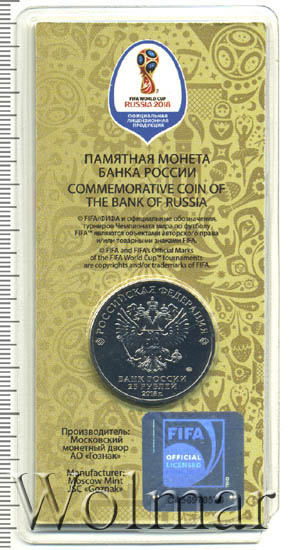 FIFA WORLD CUP
RUSSIA 2018
ОФИЦИАЛЬНАЯ
ЛИЦЕНЗИОННАЯ
ПРОДУКЦИЯ
ПАМЯТНАЯ МОНЕТА
БАНКА РОССИИ
COMMEMORATIVE COIN OF
THE BANK OF RUSSIA
© FIFA/ФИФА и официальные обозначения
турниров Чемпионата мира по футболу
FIFA™ являются объектами авторского права
и/или товарными знаками FIFA.
© FIFA and FIFA's Official Marks
of the FIFA World Cup™ tournaments
are copyrights and/or trademarks of FIFA.
РОССИЙСКАЯ ФЕДЕРАЦИЯ
БАНК РОССИИ
25 РУБЛЕЙ
2018 г.
Производитель:
Московский
монетный двор
АО «Гознак»
Manufacturer:
Moscow Mint
JSC «Goznak»
FIFA
OFFICIAL
LICENSED
Wolmar